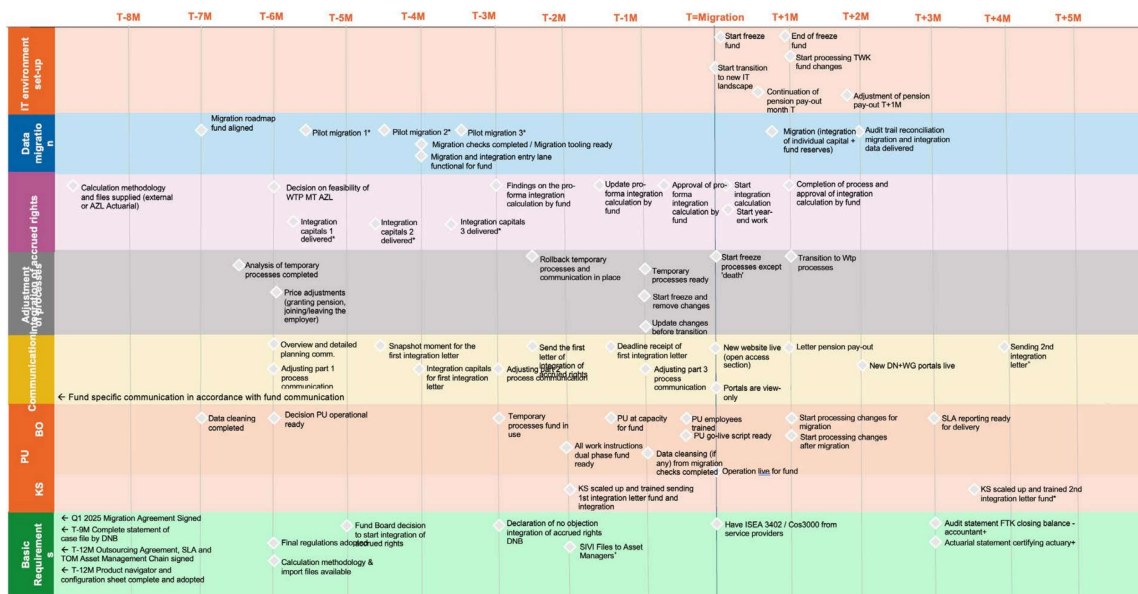 T-8M T-7M T-6M T-5M T-4M T-3M T-2M T-1M T=Migration T+1M T+2M T+3M T+4M T+5M
IT environment
set-up
Start freeze
fund
End of freeze
fund
Start processing TWK
fund changes
Start transition
to new IT
landscape
Continuation of
pension pay-out
month T
Adjustment of pension
pay-out T+1M
Data
migratio
n
Migration roadmap
fund aligned
Pilot migration 1*
Pilot migration 2*
Pilot migration 3*
Migration checks completed / Migration tooling ready
Migration and integration entry lane
functional for fund
Migration (integration
of individual capital +
fund reserves)
Audit trail reconciliation
migration and integration
data delivered
Integration of accrued rights
Calculation methodology
and files supplied (external
or AZL Actuarial)
Decision on feasibility of
WTP MT AZL
Integration
capitals 1
delivered*
Integration
capitals 2
delivered*
Integration capitals
3 delivered*
Findings on the pro-
forma integration
calculation by fund
Update pro-
forma integration
calculation by
fund
Approval of pro-
forma integration
calculation by fund
Start
integration
calculation
Start year-
end work
Completion of process and
approval of integration
calculation by fund
Adjustment
of processes
Analysis of temporary
processes completed
Price adjustments
(granting pension,
joining/leaving the
employer)
Rollback temporary
processes and
communication in place
Temporary
processes ready
Start freeze and
remove changes
Update changes
before transition
Start freeze
processes except
'death'
Transition to Wtp
processes
Communication
Overview and detailed
planning comm.
Adjusting part 1
process
communication
Snapshot moment for the
first integration letter
Integration capitals
for first integration
letter
Send the first
letter of
integration of
accrued rights
Adjusting part 2
process communication
Deadline receipt of
first integration letter
Adjusting part 3
process communication
New website live
(open access
section)
Portals are view-
only
Letter pension pay-out
New DN+WG portals live
Sending 2nd
integration
letter*
← Fund specific communication in accordance with fund communication
BO
PU
Data cleaning
completed
Decision PU operational
ready
Temporary
processes fund in
use
All work instructions
dual phase fund
ready
PU at capacity
for fund
Data cleansing (if
any) from migration
checks completed
PU employees
trained
PU go-live script ready
Operation live for fund
Start processing changes for
migration
Start processing changes
after migration
SLA reporting ready
for delivery
KS
KS scaled up and trained sending
1st integration letter fund and
integration
KS scaled up and trained 2nd
integration letter fund*
Basic
Requirement
s
← Q1 2025 Migration Agreement Signed
← T-9M Complete statement of
case file by DNB
← T-12M Outsourcing Agreement, SLA and
TOM Asset Management Chain signed
← T-12M Product navigator and
configuration sheet complete and adopted
Final regulations adopted
Calculation methodology &
import files available
Fund Board decision
to start integration of
accrued rights
Declaration of no objection
integration of accrued rights
DNB
SIVI Files to Asset
Managers*
Have ISEA 3402 / Cos3000 from
service providers
Audit statement FTK closing balance -
accountant+
Actuarial statement certifying actuary+